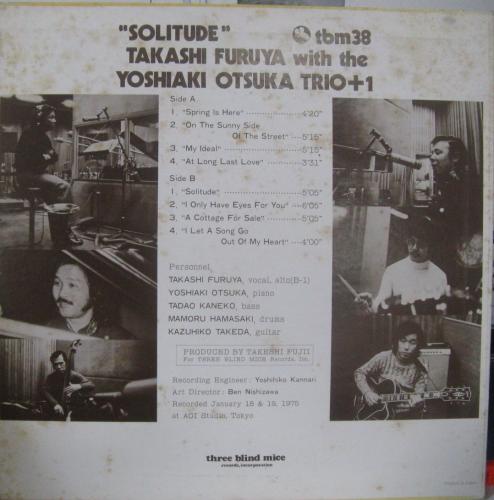 "SOLITUDE" tbm38
TAKASHI FURUYA with the
YOSHIAKI OTSUKA TRIO+1
Side A
1. "Spring Is Here" 4'20"
2. "On The Sunny Side
Of The Street" 5'15"
3. "My Ideal" 5'15"
4. "At Long Last Love" 3'31"
Side B
1. "Solitude" 5'05"
2. "I Only Have Eyes For You" 6'05"
3. "A Cottage For Sale" 5'05"
4. "I Let A Song Go
Out Of My Heart" 4'00"
Personnel,
TAKASHI FURUYA, vocal, alto(B-1)
YOSHIAKI OTSUKA, piano
TADAO KANEKO, bass
MAMORU HAMASAKI, drums
KAZUHIKO TAKEDA, guitar
PRODUCED BY TAKESHI FUJII
For THREE BLIND MICE Records, Inc.
Recording Engineer: Yoshihiko Kannari
Art Director: Ben Nishizawa
Recorded January 18 & 19, 1975
at AOI Studio, Tokyo
three blind mice
records, incorporation